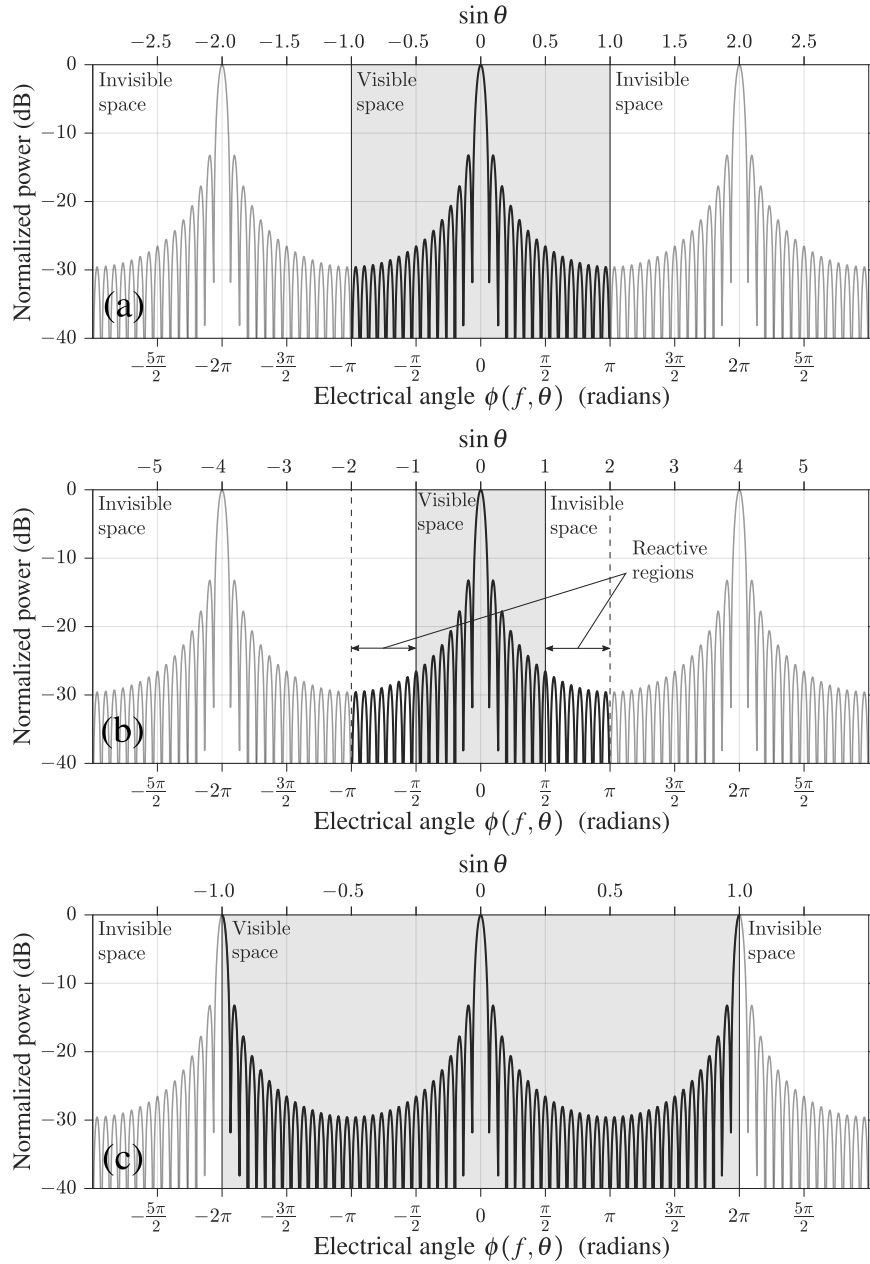 sin θ
−2.5 −2.0 −1.5 −1.0 −0.5 0 0.5 1.0 1.5 2.0 2.5
0
Invisible Visible Invisible
space space space
−10
−20
−30
−40
Normalized power (dB)
(a)
−5π/2 −2π −3π/2 −π −π/2 0 π/2 π 3π/2 2π 5π/2
Electrical angle ϕ(f, θ) (radians)
sin θ
−5 −4 −3 −2 −1 0 1 2 3 4 5
0
Invisible Visible Invisible
space space space
Reactive
regions
−10
−20
−30
−40
Normalized power (dB)
(b)
−5π/2 −2π −3π/2 −π −π/2 0 π/2 π 3π/2 2π 5π/2
Electrical angle ϕ(f, θ) (radians)
sin θ
−1.0 −0.5 0 0.5 1.0
0
Invisible Visible Invisible
space space space
−10
−20
−30
−40
Normalized power (dB)
(c)
−5π/2 −2π −3π/2 −π −π/2 0 π/2 π 3π/2 2π 5π/2
Electrical angle ϕ(f, θ) (radians)